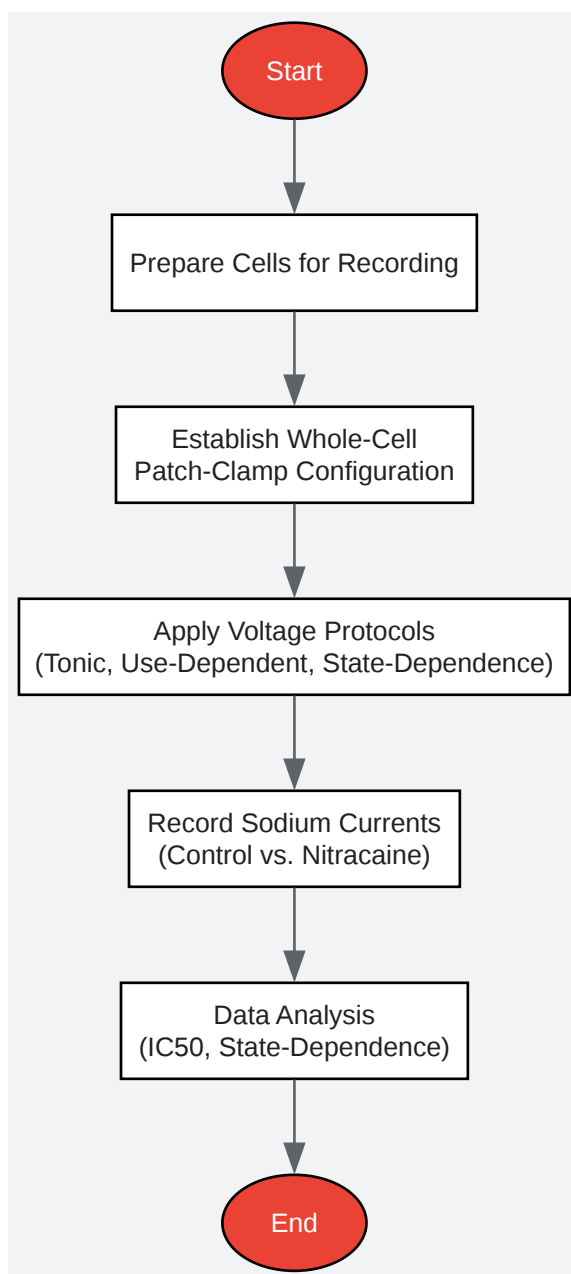 Start
Prepare Cells for Recording
Establish Whole-Cell
Patch-Clamp Configuration
Apply Voltage Protocols
(Tonic, Use-Dependent, State-Dependence)
Record Sodium Currents
(Control vs. Nitracaine)
Data Analysis
(IC50, State-Dependence)
End